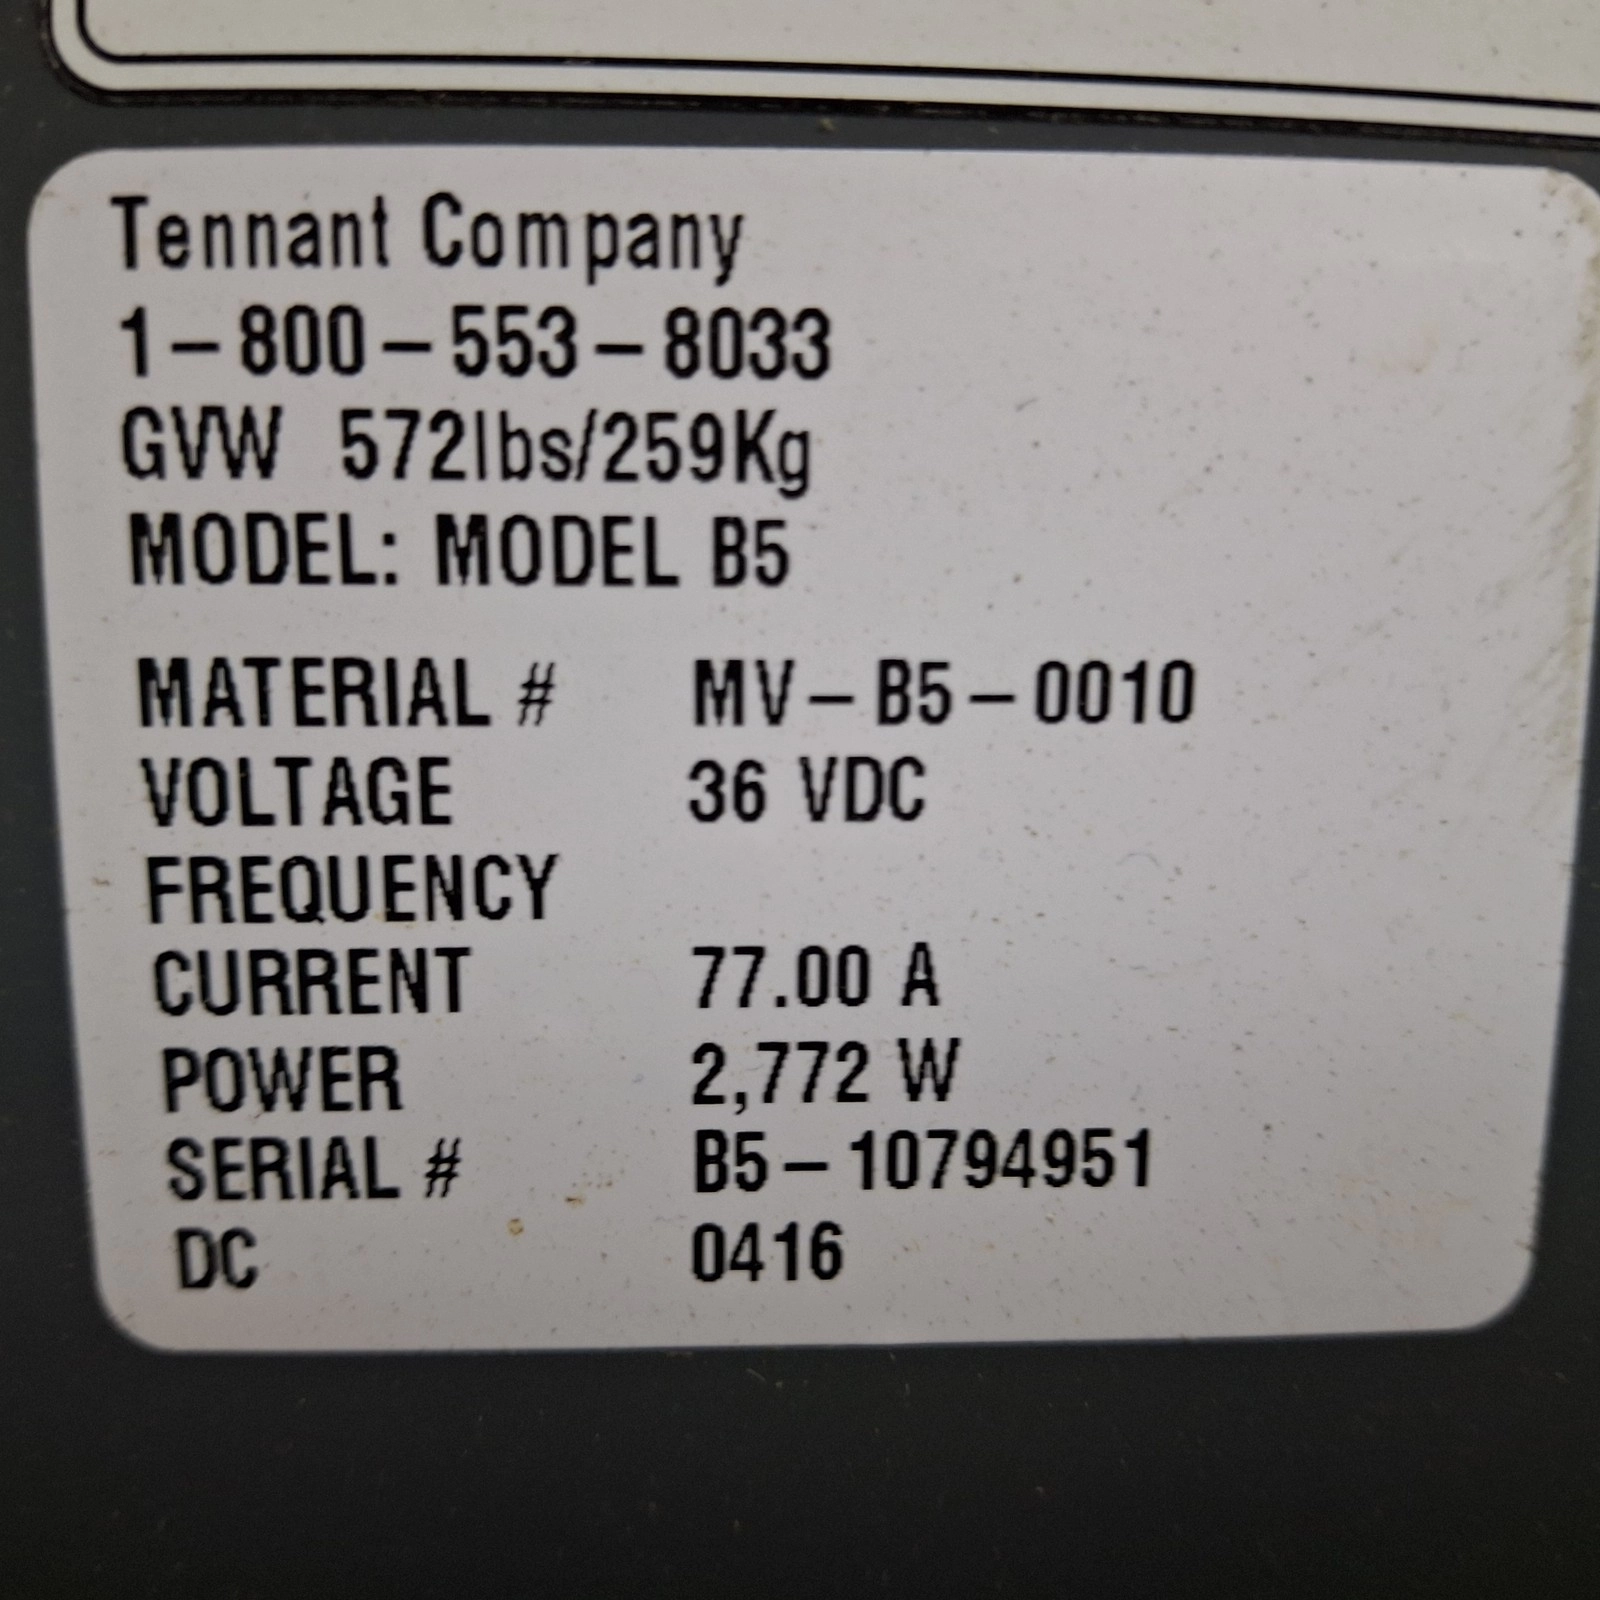 Tennant Company
1-800-553-8033
GVW 572lbs/259Kg
MODEL: MODEL B5
MATERIAL # MV-B5-0010
VOLTAGE 36 VDC
FREQUENCY
CURRENT 77.00 A
POWER 2,772 W
SERIAL # B5-10794951
DC 0416